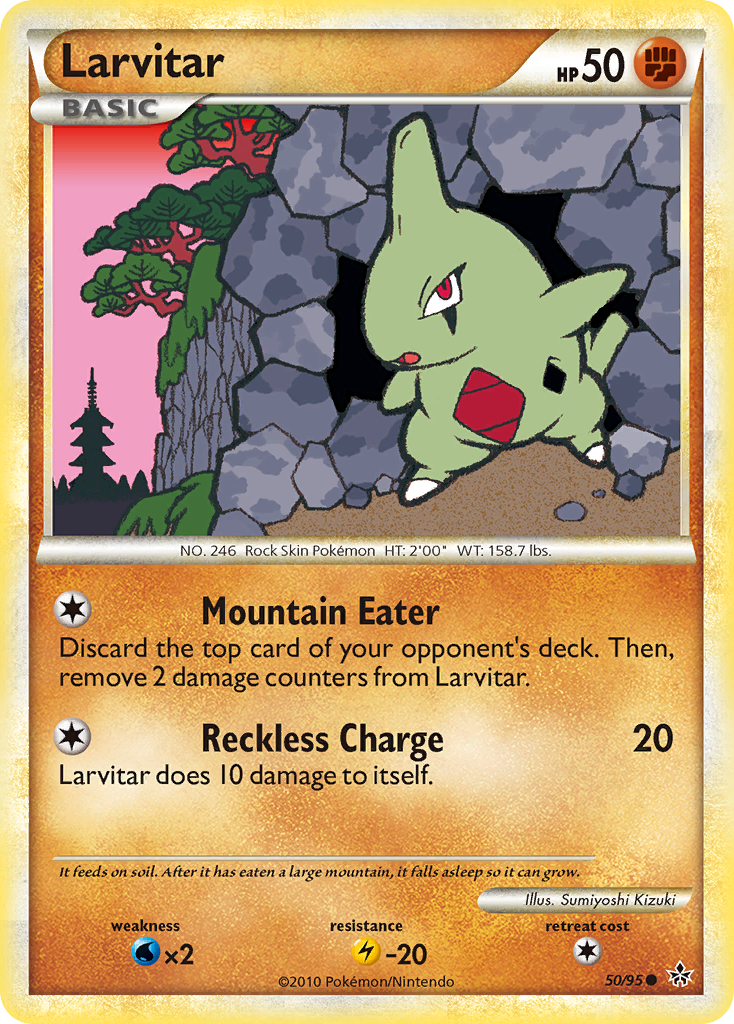 Larvitar
HP 50
BASIC
NO. 246 Rock Skin Pokémon HT: 2'00" WT: 158.7 lbs.
Mountain Eater
Discard the top card of your opponent's deck. Then,
remove 2 damage counters from Larvitar.
Reckless Charge 20
Larvitar does 10 damage to itself.
It feeds on soil. After it has eaten a large mountain, it falls asleep so it can grow.
Illus. Sumiyoshi Kizuki
weakness resistance retreat cost
×2 -20
©2010 Pokémon/Nintendo 50/95